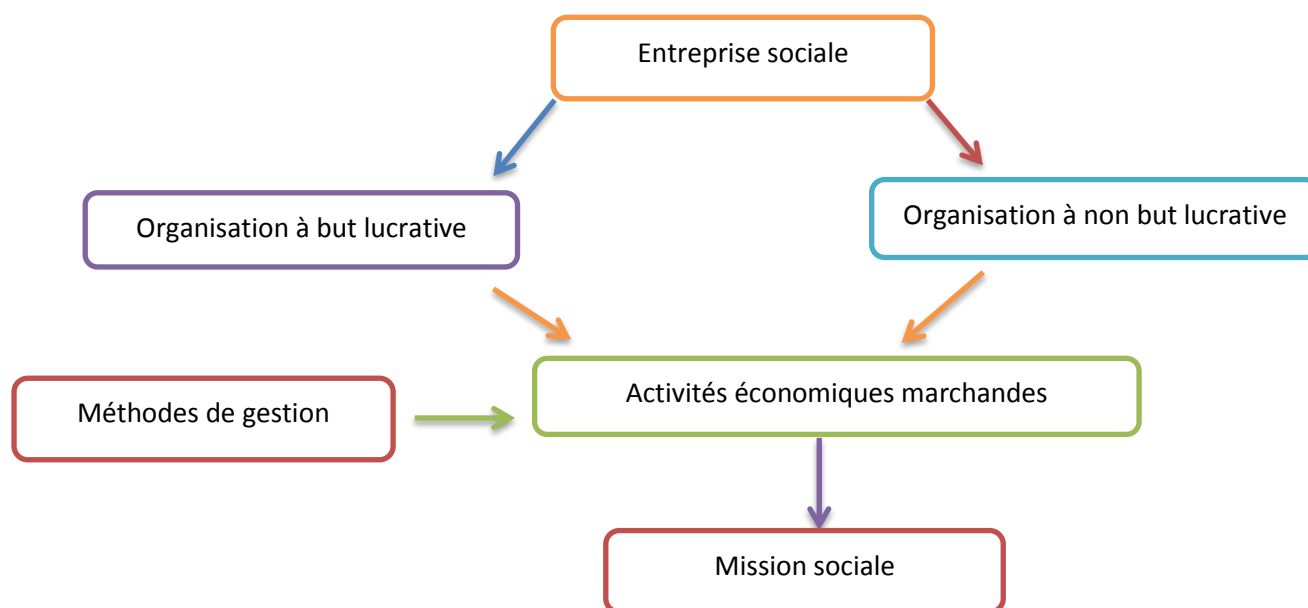 Entreprise sociale
Organisation à but lucrative
Organisation à non but lucrative
Méthodes de gestion
Activités économiques marchandes
Mission sociale